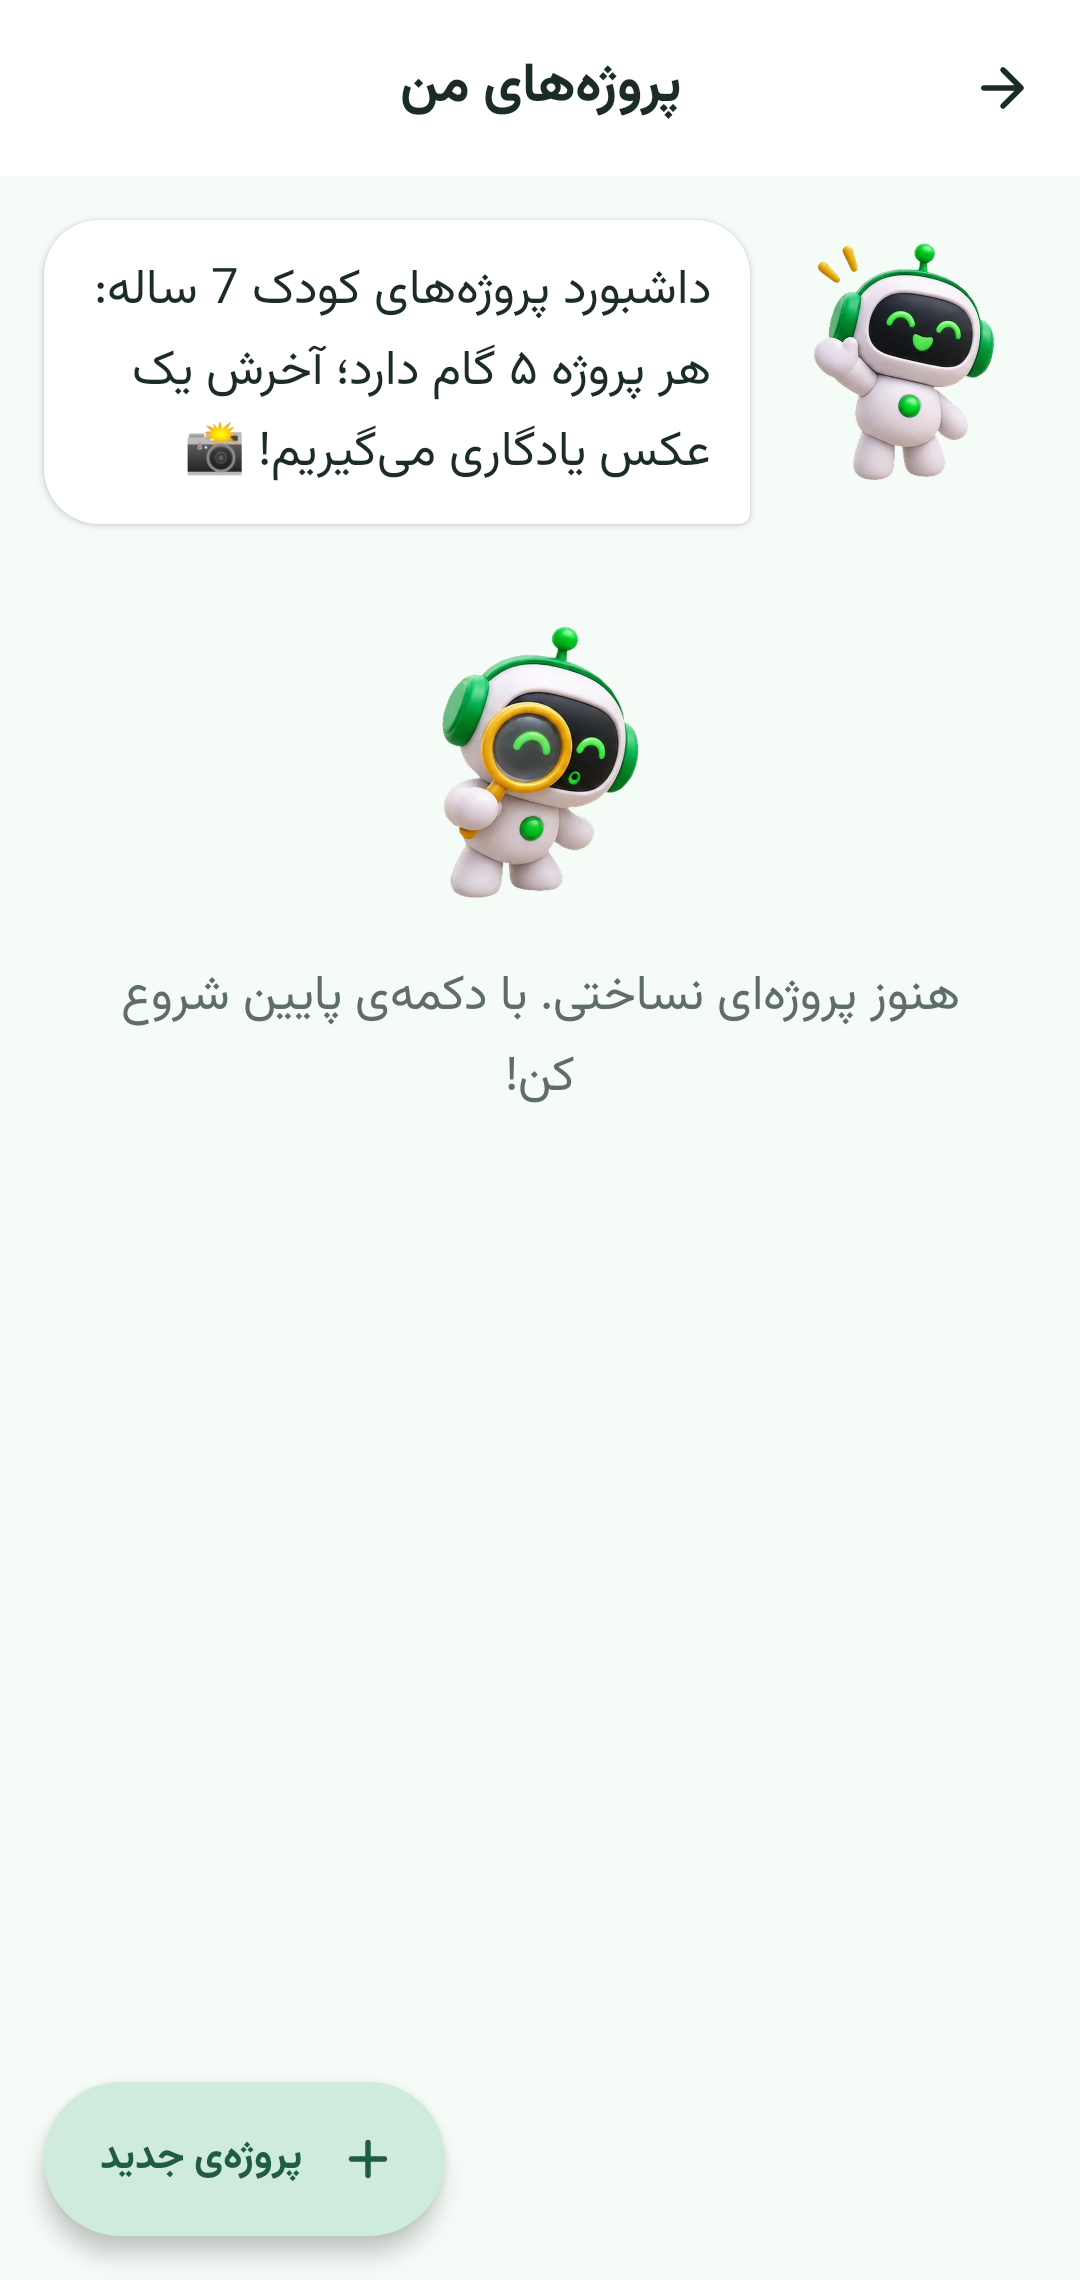 پروژه‌های من
داشبورد پروژه‌های کودک 7 ساله:
هر پروژه ۵ گام دارد؛ آخرش یک
عکس یادگاری می‌گیریم! 📸
هنوز پروژه‌ای نساختی. با دکمه‌ی پایین شروع
کن!
پروژه‌ی جدید